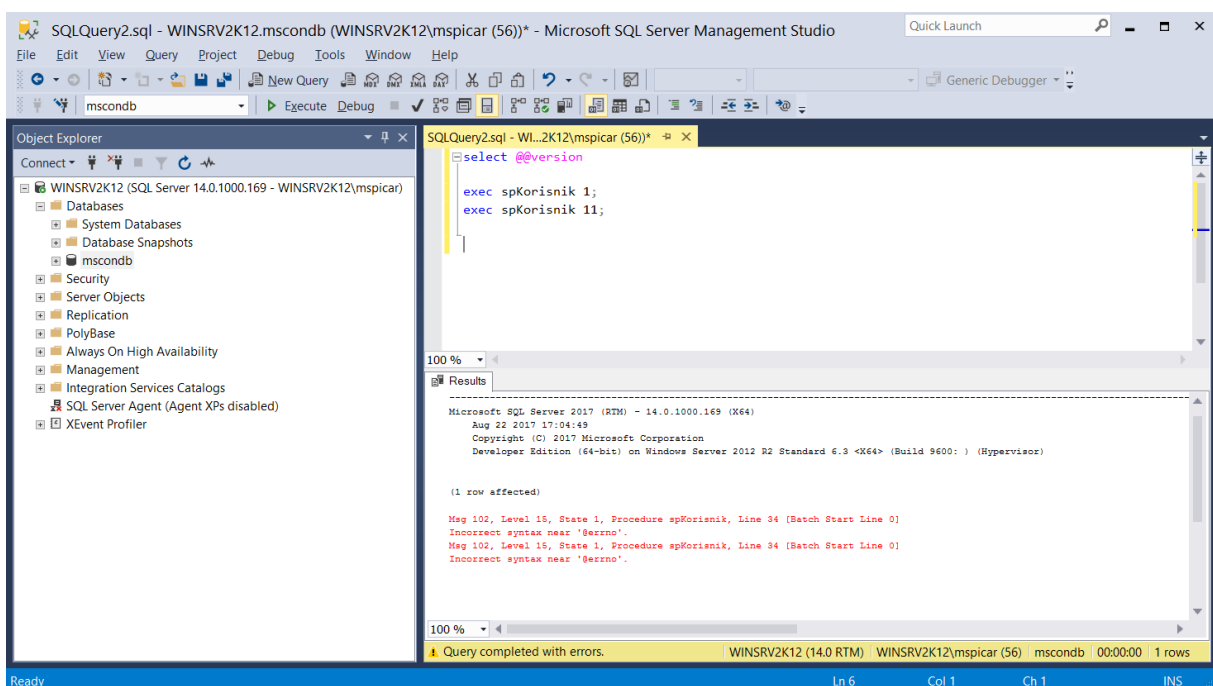 SQLQuery2.sql - WINSRV2K12.mscondb (WINSRV2K12\mspicar (56))* - Microsoft SQL Server Management Studio
Quick Launch
File Edit View Query Project Debug Tools Window Help
New Query
Generic Debugger
mscondb
Execute Debug
Object Explorer
Connect
WINSRV2K12 (SQL Server 14.0.1000.169 - WINSRV2K12\mspicar)
Databases
System Databases
Database Snapshots
mscondb
Security
Server Objects
Replication
PolyBase
Always On High Availability
Management
Integration Services Catalogs
SQL Server Agent (Agent XPs disabled)
XEvent Profiler
SQLQuery2.sql - WI...2K12\mspicar (56))*
select @@version
exec spKorisnik 1;
exec spKorisnik 11;
100 %
Results
Microsoft SQL Server 2017 (RTM) - 14.0.1000.169 (X64)
Aug 22 2017 17:04:49
Copyright (C) 2017 Microsoft Corporation
Developer Edition (64-bit) on Windows Server 2012 R2 Standard 6.3 <X64> (Build 9600: ) (Hypervisor)
(1 row affected)
Msg 102, Level 15, State 1, Procedure spKorisnik, Line 34 [Batch Start Line 0]
Incorrect syntax near '@errno'.
Msg 102, Level 15, State 1, Procedure spKorisnik, Line 34 [Batch Start Line 0]
Incorrect syntax near '@errno'.
100 %
Query completed with errors.
WINSRV2K12 (14.0 RTM) WINSRV2K12\mspicar (56) mscondb 00:00:00 1 rows
Ready
Ln 6 Col 1 Ch 1 INS